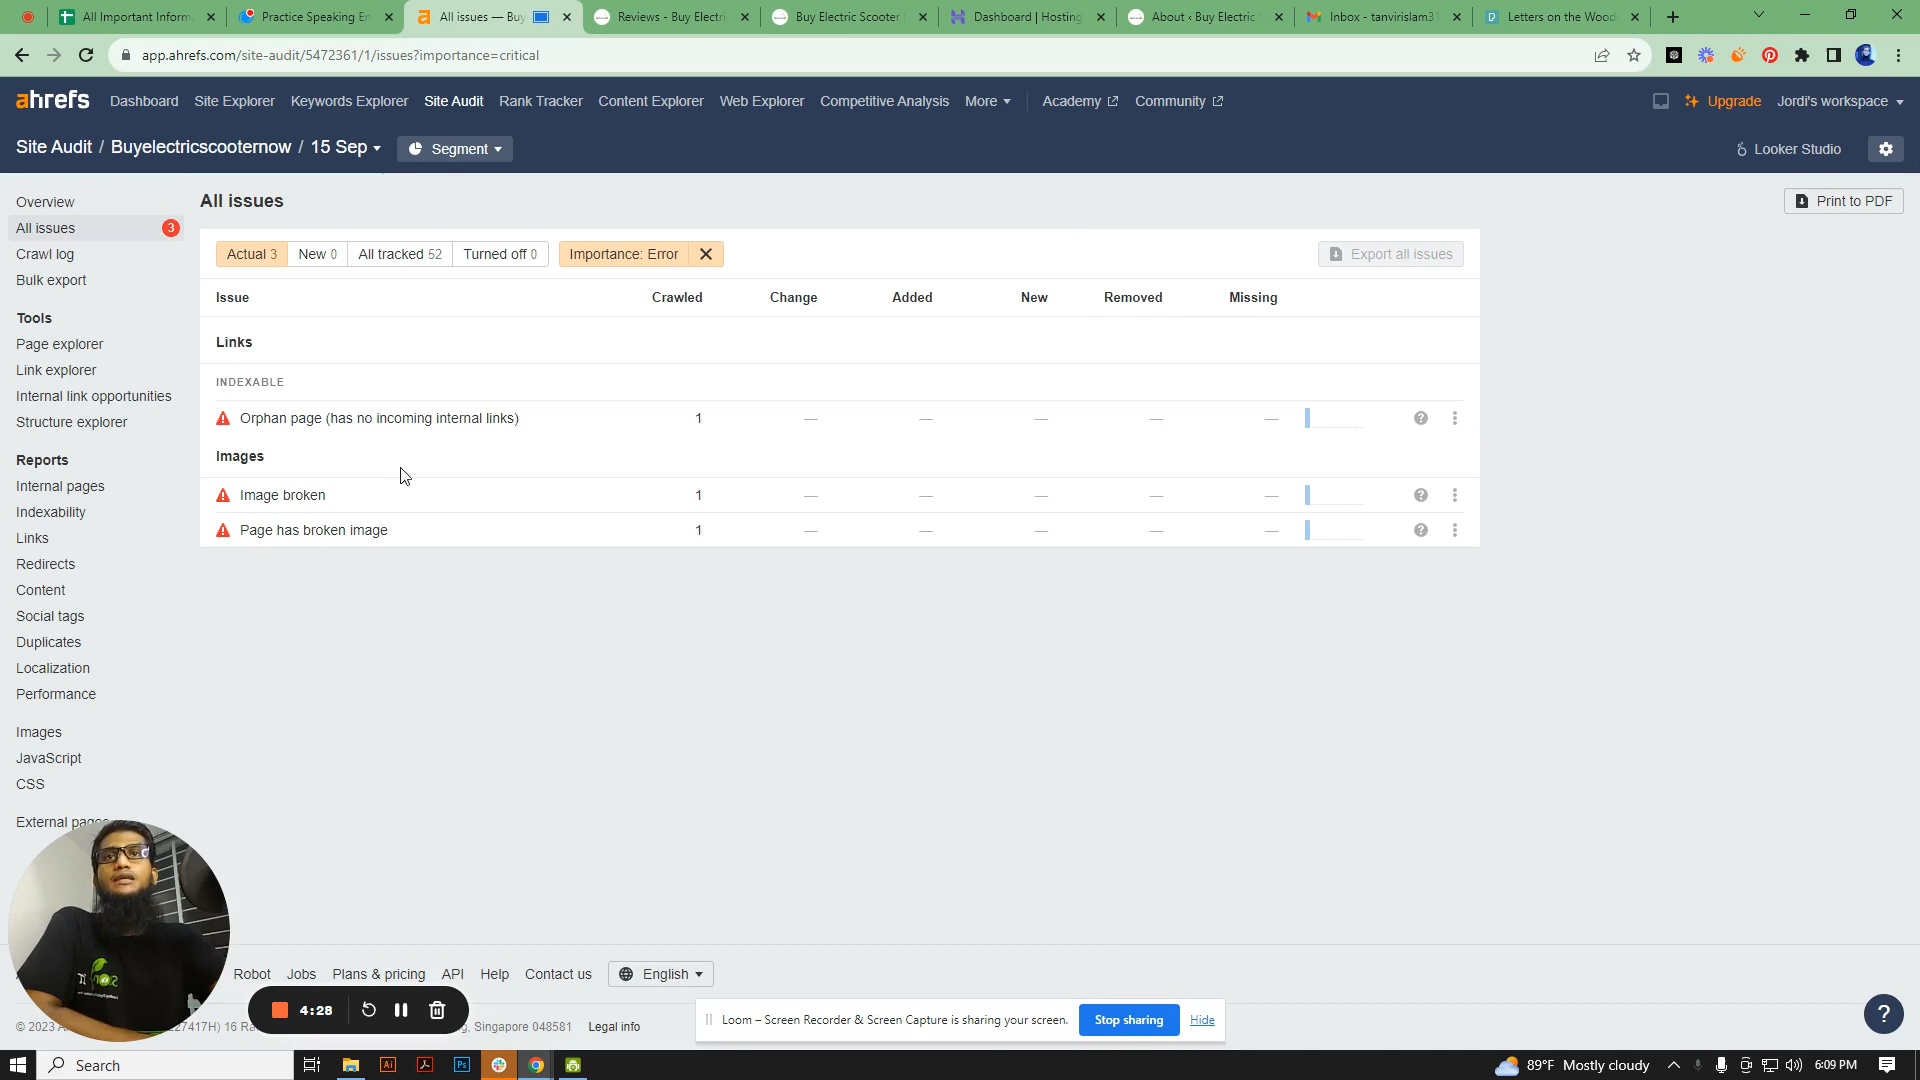 All Important Inform
Practice Speaking En
All issues — Buy
Reviews - Buy Electri
Buy Electric Scooter
Dashboard | Hosting
About ‹ Buy Electric
Inbox - tanvirislam3
Letters on the Wood
app.ahrefs.com/site-audit/5472361/1/issues?importance=critical
ahrefs
Dashboard
Site Explorer
Keywords Explorer
Site Audit
Rank Tracker
Content Explorer
Web Explorer
Competitive Analysis
More
Academy
Community
Upgrade
Jordi's workspace
Site Audit / Buyelectricscooternow / 15 Sep
Segment
Looker Studio
Overview
All issues 3
Crawl log
Bulk export
Tools
Page explorer
Link explorer
Internal link opportunities
Structure explorer
Reports
Internal pages
Indexability
Links
Redirects
Content
Social tags
Duplicates
Localization
Performance
Images
JavaScript
CSS
External pages
All issues
Print to PDF
Actual 3
New 0
All tracked 52
Turned off 0
Importance: Error
Export all issues
Issue Crawled Change Added New Removed Missing
Links
INDEXABLE
Orphan page (has no incoming internal links) 1 — — — — —
Images
Image broken 1 — — — — —
Page has broken image 1 — — — — —
Robot
Jobs
Plans & pricing
API
Help
Contact us
English
4:28
© 2023
27417H) 16 Ra
Singapore 048581
Legal info
Loom – Screen Recorder & Screen Capture is sharing your screen.
Stop sharing
Hide
?
Search
Ai
Ps
89°F Mostly cloudy
6:09 PM